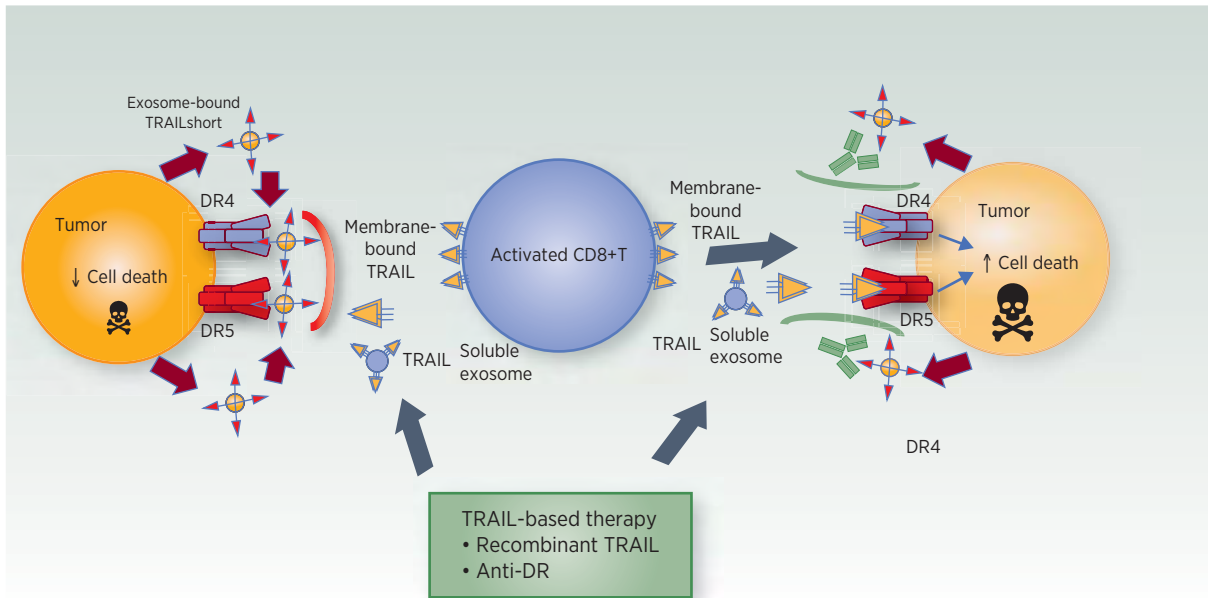 Exosome-bound
TRAILshort
DR4
Tumor
↓ Cell death
DR5
Membrane-
bound
TRAIL
TRAIL
Soluble
exosome
Activated CD8+T
Membrane-
bound
TRAIL
TRAIL
Soluble
exosome
DR4
Tumor
↑ Cell death
DR5
DR4
TRAIL-based therapy
• Recombinant TRAIL
• Anti-DR